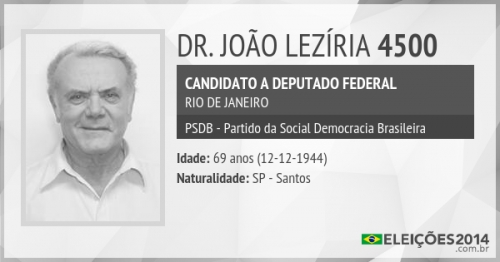 DR. JOÃO LEZÍRIA 4500
CANDIDATO A DEPUTADO FEDERAL
RIO DE JANEIRO
PSDB - Partido da Social Democracia Brasileira
Idade: 69 anos (12-12-1944)
Naturalidade: SP - Santos
ELEIÇÕES2014
.com.br